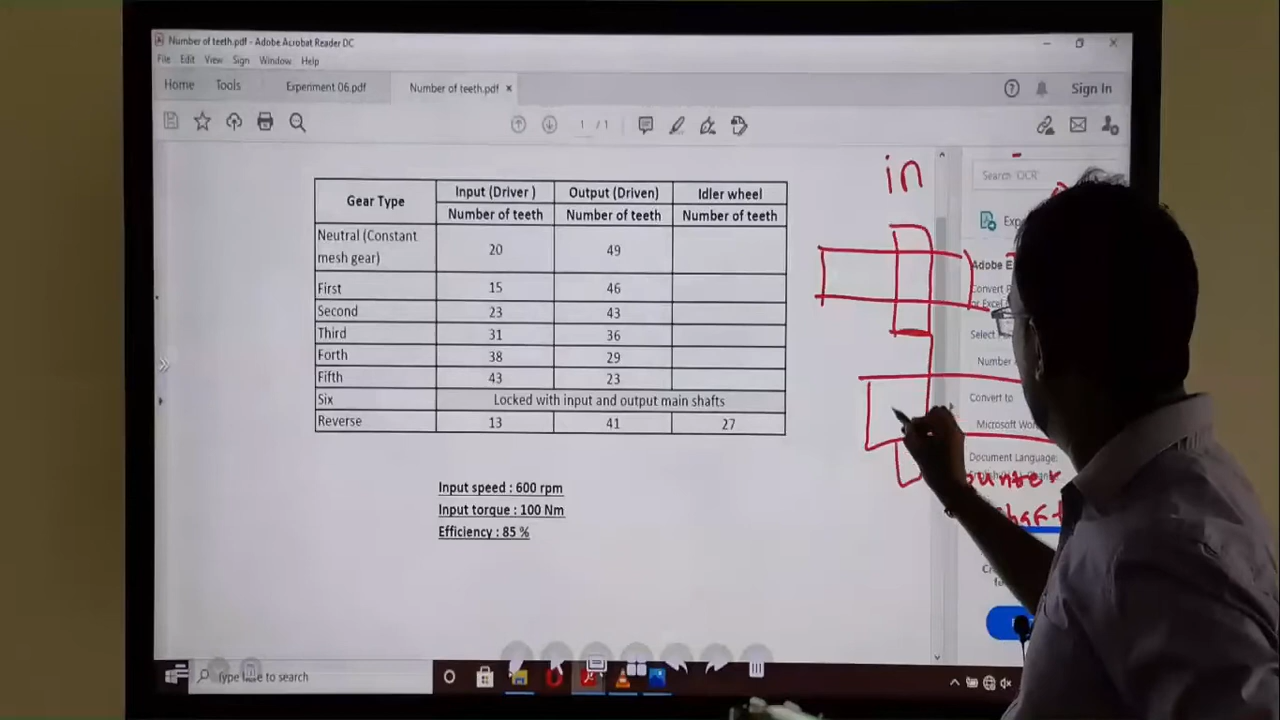 Number of teeth.pdf - Adobe Acrobat Reader DC
File Edit View Sign Window Help
Home Tools Experiment 06.pdf Number of teeth.pdf × Sign In
1 / 1
in
Search 'OCR'
Gear Type Input (Driver ) Output (Driven) Idler wheel
Number of teeth Number of teeth Number of teeth
Neutral (Constant mesh gear) 20 49
First 15 46
Second 23 43
Third 31 36
Forth 38 29
Fifth 43 23
Six Locked with input and output main shafts
Reverse 13 41 27
Input speed : 600 rpm
Input torque : 100 Nm
Efficiency : 85 %
Adobe
Convert
Select
Number
Convert to
Microsoft
Document Language:
Type here to search